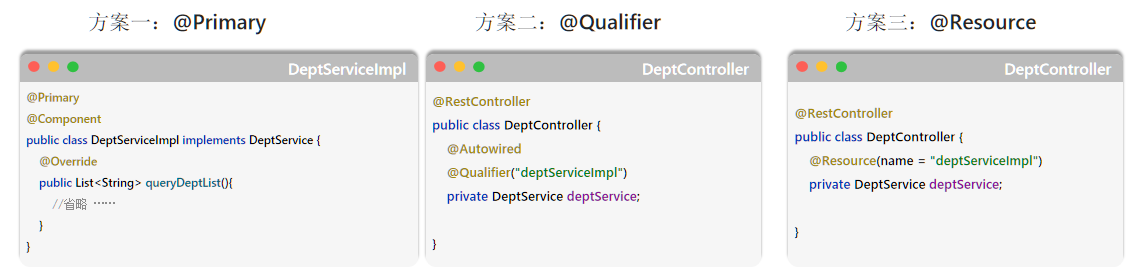 方案一：@Primary
DeptServiceImpl
@Primary
@Component
public class DeptServiceImpl implements DeptService {
@Override
public List<String> queryDeptList(){
//省略 ……
}
}
方案二：@Qualifier
DeptController
@RestController
public class DeptController {
@Autowired
@Qualifier("deptServiceImpl")
private DeptService deptService;
}
方案三：@Resource
DeptController
@RestController
public class DeptController {
@Resource(name = "deptServiceImpl")
private DeptService deptService;
}